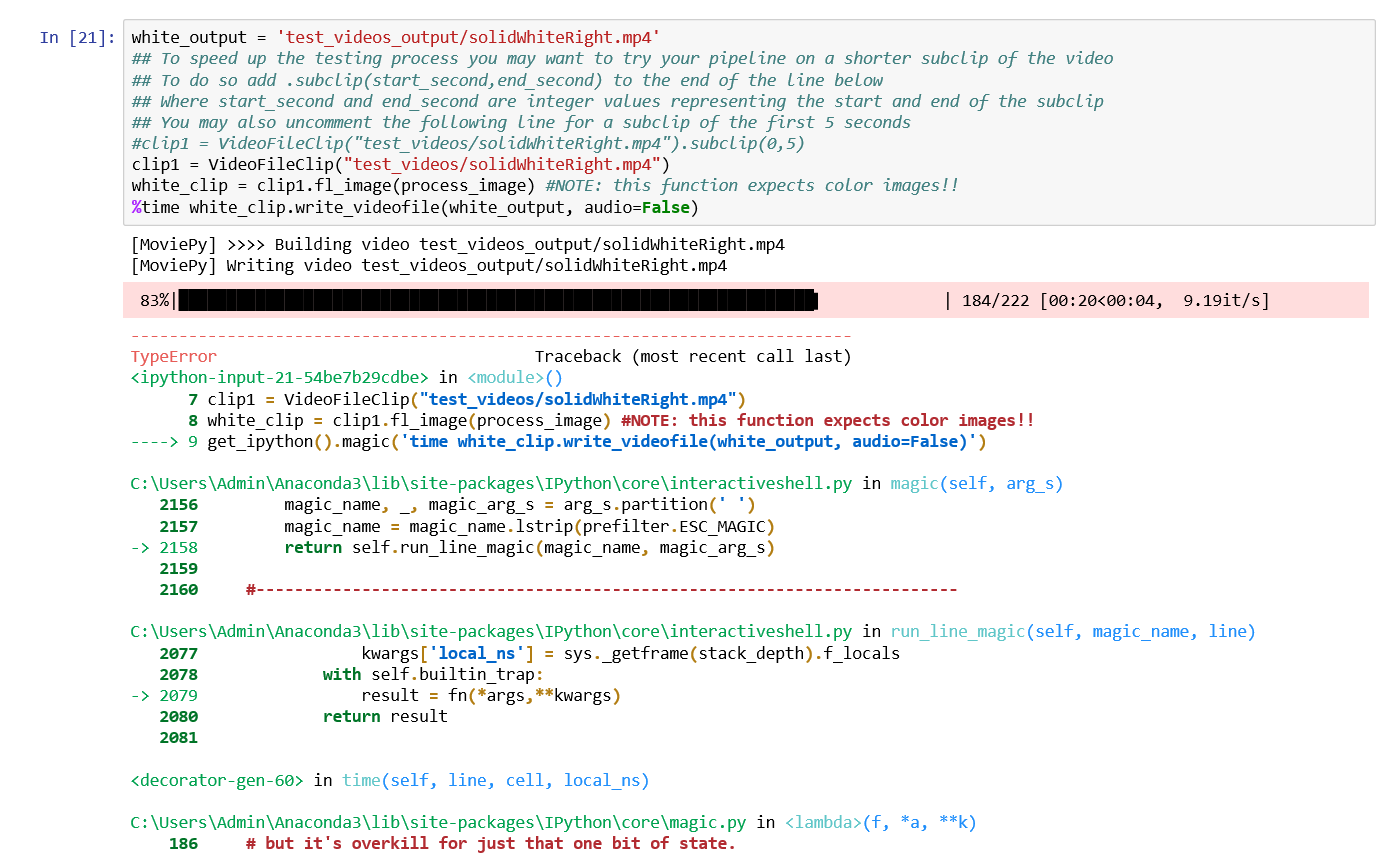 In [21]: white_output = 'test_videos_output/solidWhiteRight.mp4'
## To speed up the testing process you may want to try your pipeline on a shorter subclip of the video
## To do so add .subclip(start_second,end_second) to the end of the line below
## Where start_second and end_second are integer values representing the start and end of the subclip
## You may also uncomment the following line for a subclip of the first 5 seconds
#clip1 = VideoFileClip("test_videos/solidWhiteRight.mp4").subclip(0,5)
clip1 = VideoFileClip("test_videos/solidWhiteRight.mp4")
white_clip = clip1.fl_image(process_image) #NOTE: this function expects color images!!
%time white_clip.write_videofile(white_output, audio=False)
[MoviePy] >>>> Building video test_videos_output/solidWhiteRight.mp4
[MoviePy] Writing video test_videos_output/solidWhiteRight.mp4
83%| | 184/222 [00:20<00:04, 9.19it/s]
---------------------------------------------------------------------------
TypeError Traceback (most recent call last)
<ipython-input-21-54be7b29cdbe> in <module>()
7 clip1 = VideoFileClip("test_videos/solidWhiteRight.mp4")
8 white_clip = clip1.fl_image(process_image) #NOTE: this function expects color images!!
----> 9 get_ipython().magic('time white_clip.write_videofile(white_output, audio=False)')
C:\Users\Admin\Anaconda3\lib\site-packages\IPython\core\interactiveshell.py in magic(self, arg_s)
2156 magic_name, _, magic_arg_s = arg_s.partition(' ')
2157 magic_name = magic_name.lstrip(prefilter.ESC_MAGIC)
-> 2158 return self.run_line_magic(magic_name, magic_arg_s)
2159
2160 #-------------------------------------------------------------------------
C:\Users\Admin\Anaconda3\lib\site-packages\IPython\core\interactiveshell.py in run_line_magic(self, magic_name, line)
2077 kwargs['local_ns'] = sys._getframe(stack_depth).f_locals
2078 with self.builtin_trap:
-> 2079 result = fn(*args,**kwargs)
2080 return result
2081
<decorator-gen-60> in time(self, line, cell, local_ns)
C:\Users\Admin\Anaconda3\lib\site-packages\IPython\core\magic.py in <lambda>(f, *a, **k)
186 # but it's overkill for just that one bit of state.